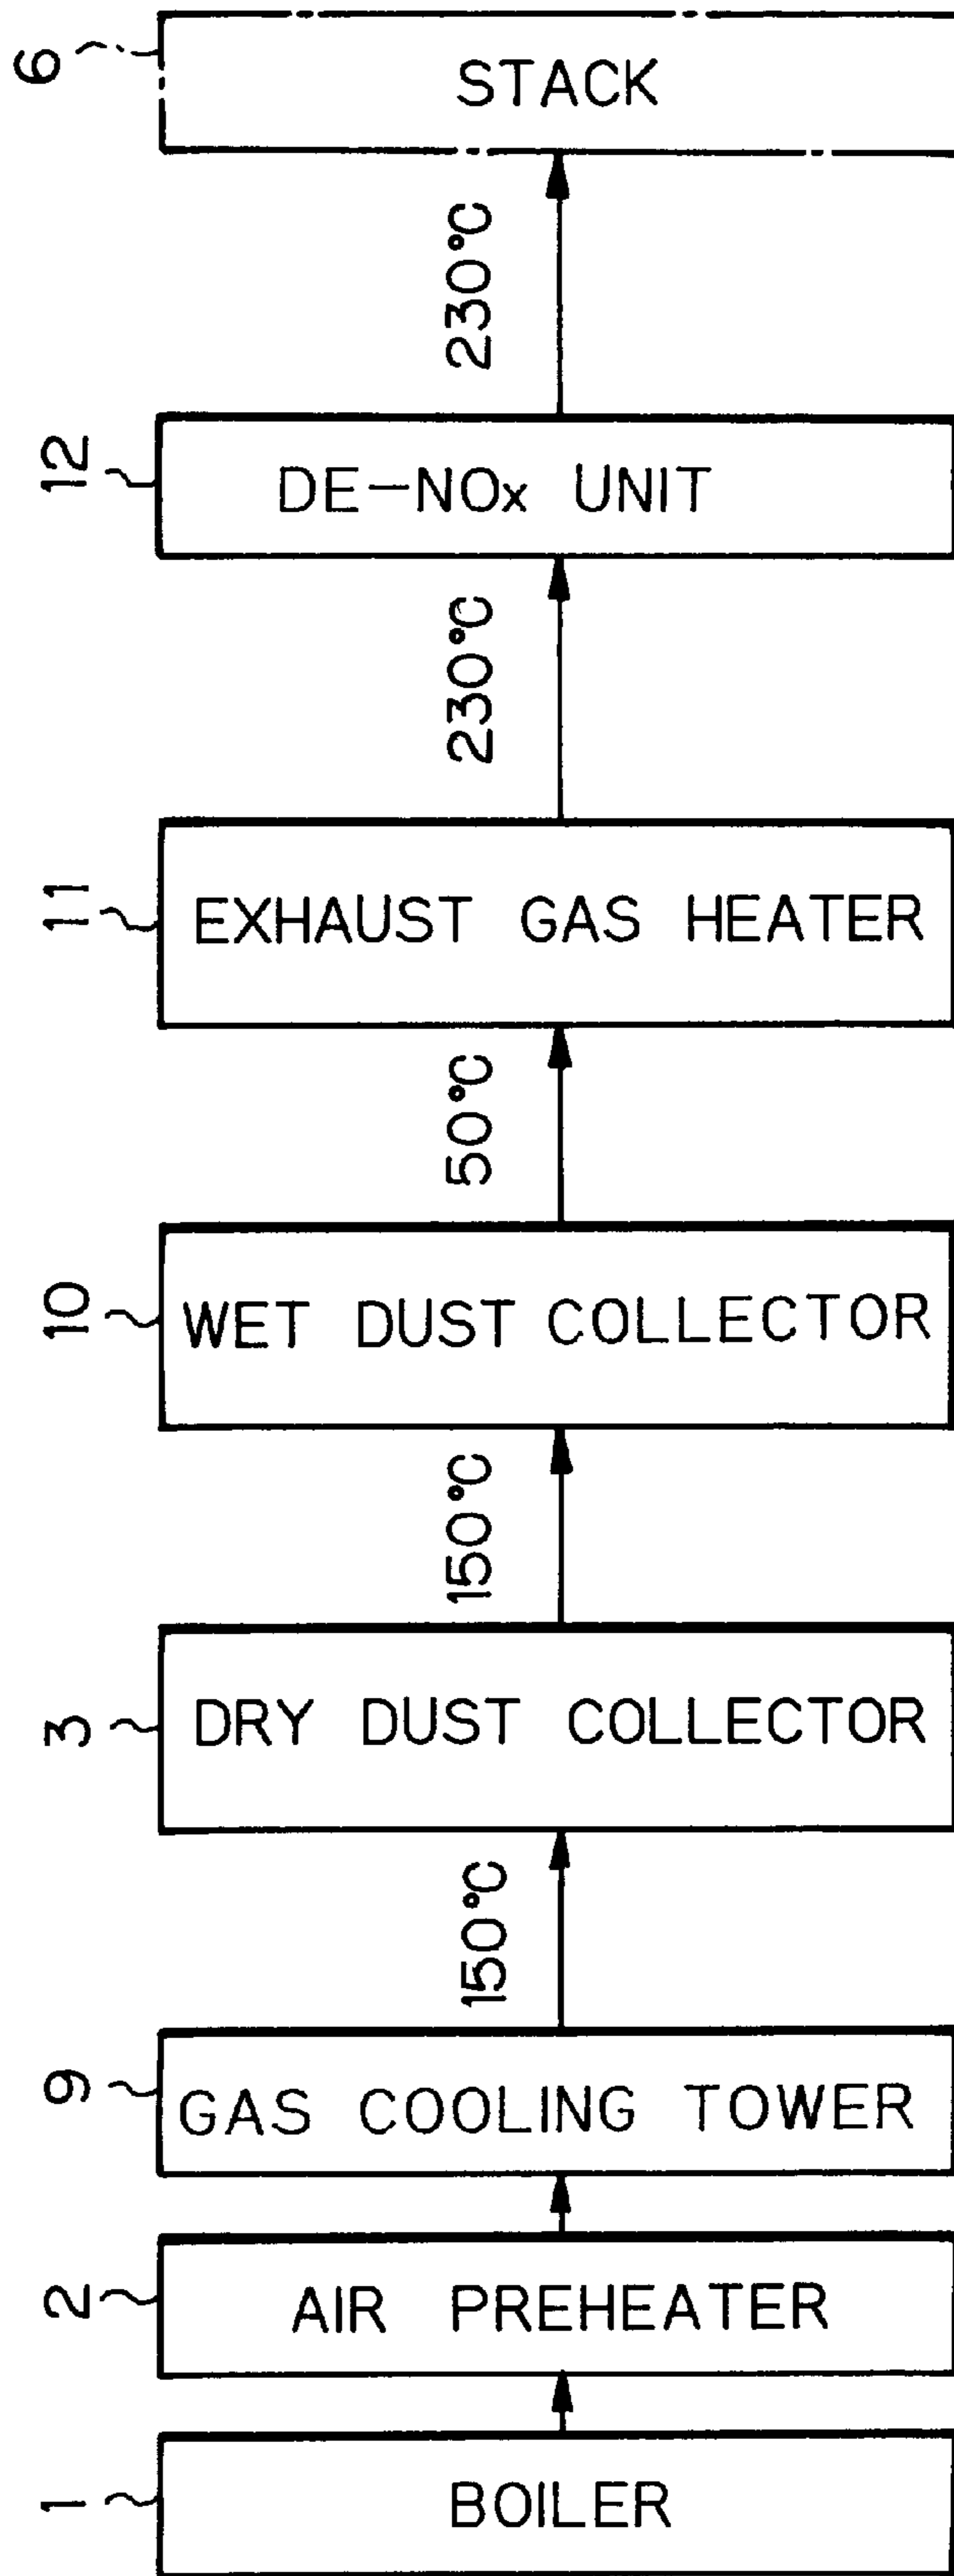 6
STACK
230°C
12
DE-NOx UNIT
230°C
11
EXHAUST GAS HEATER
50°C
10
WET DUST COLLECTOR
150°C
3
DRY DUST COLLECTOR
150°C
9
GAS COOLING TOWER
2
AIR PREHEATER
1
BOILER